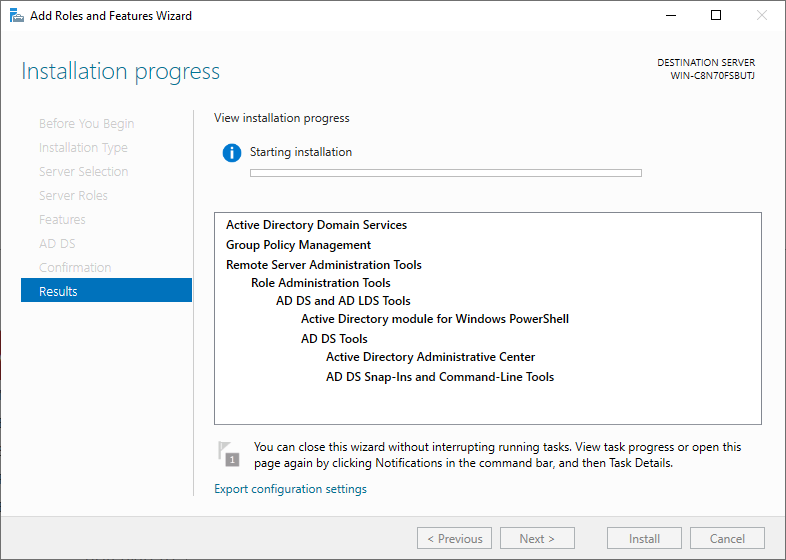 Add Roles and Features Wizard
Installation progress
DESTINATION SERVER
WIN-C8N70FSBUTJ
Before You Begin
Installation Type
Server Selection
Server Roles
Features
AD DS
Confirmation
Results
View installation progress
Starting installation
Active Directory Domain Services
Group Policy Management
Remote Server Administration Tools
Role Administration Tools
AD DS and AD LDS Tools
Active Directory module for Windows PowerShell
AD DS Tools
Active Directory Administrative Center
AD DS Snap-Ins and Command-Line Tools
1
You can close this wizard without interrupting running tasks. View task progress or open this
page again by clicking Notifications in the command bar, and then Task Details.
Export configuration settings
< Previous
Next >
Install
Cancel